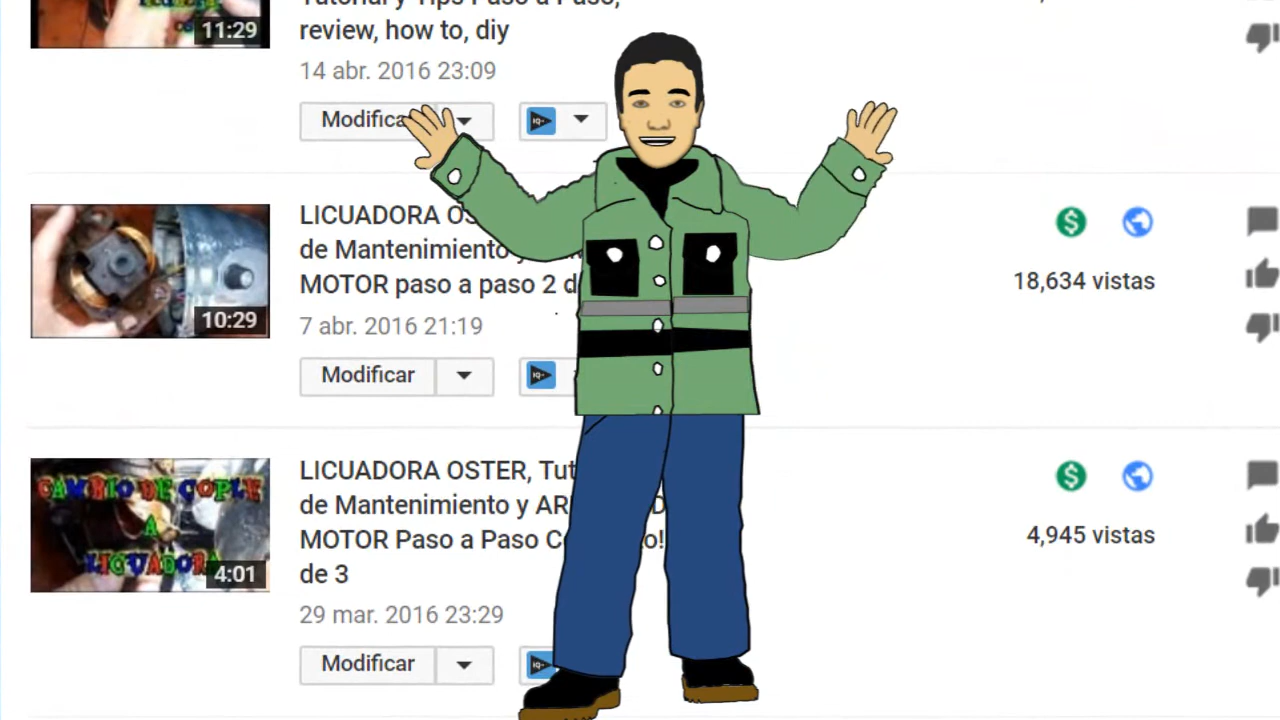 Tutorial y Tips Paso a Paso,
11:29
review, how to, diy
14 abr. 2016 23:09
Modifica
LICUADORA
de Mantenimiento y
MOTOR paso a paso 2
10:29
18,634 vistas
7 abr. 2016 21:19
Modificar
LICUADORA OSTER,
de Mantenimiento y
MOTOR Paso a Paso
de 3
CAMBIO DE COPLE
A
LICUADORA
4:01
4,945 vistas
29 mar. 2016 23:29
Modificar